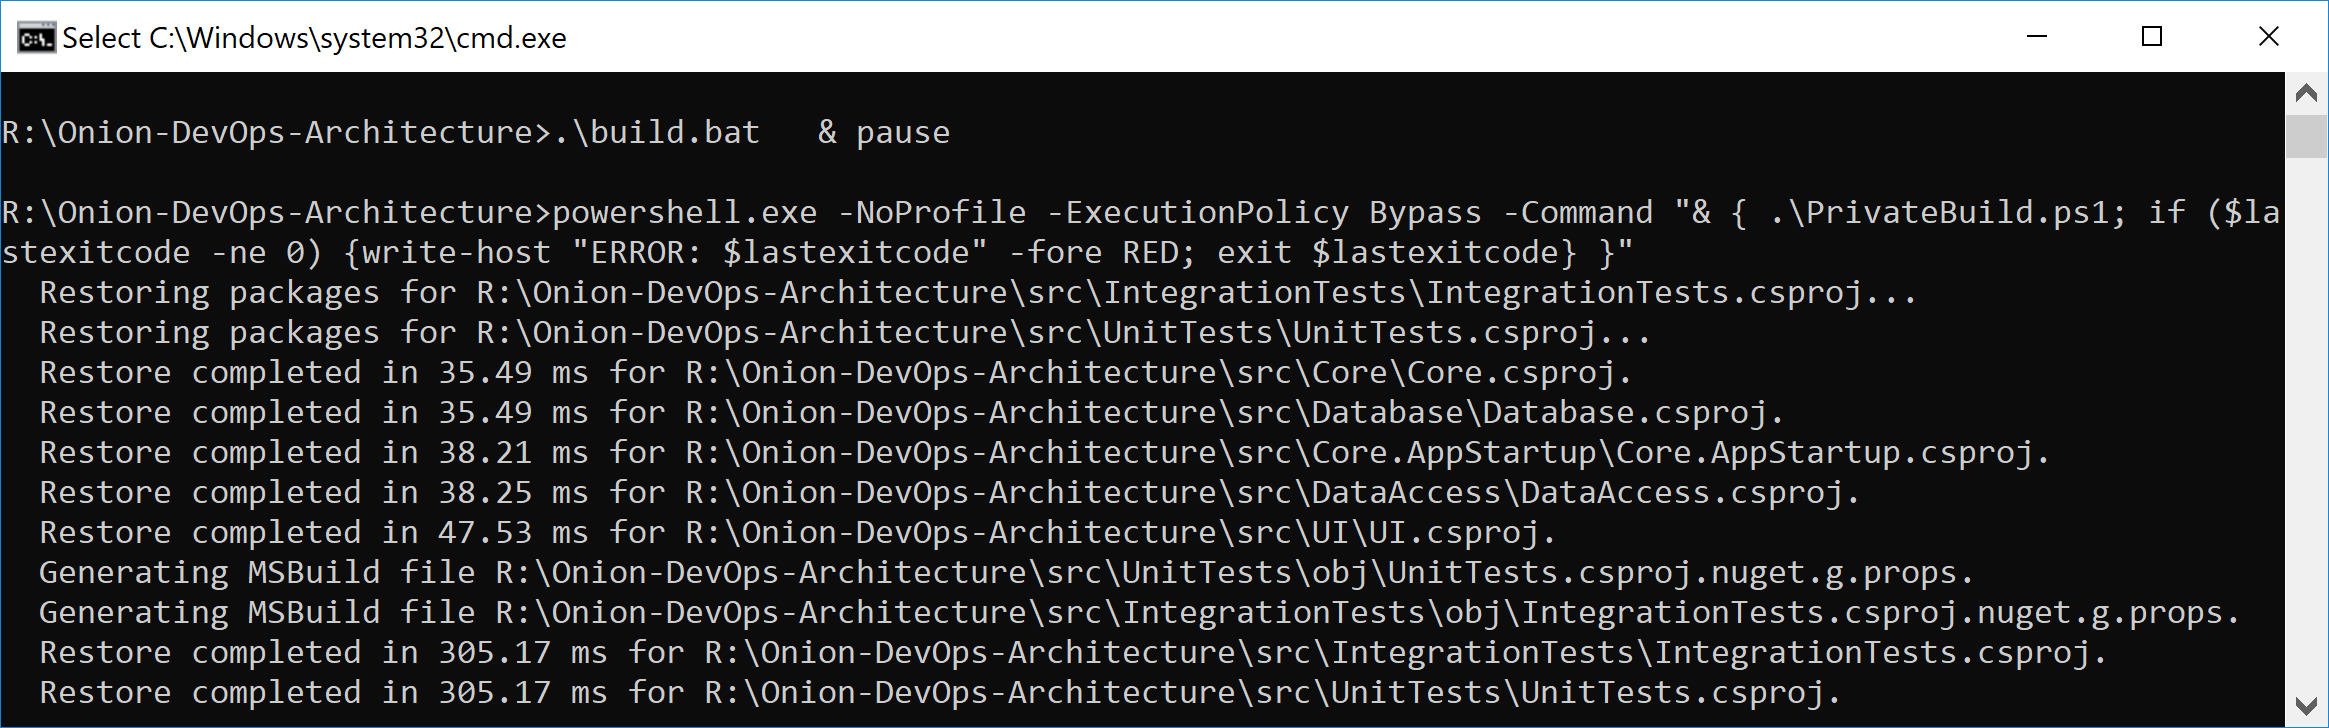 Select C:\Windows\system32\cmd.exe
R:\Onion-DevOps-Architecture>.\build.bat   & pause
R:\Onion-DevOps-Architecture>powershell.exe -NoProfile -ExecutionPolicy Bypass -Command "& { .\PrivateBuild.ps1; if ($la
stexitcode -ne 0) {write-host "ERROR: $lastexitcode" -fore RED; exit $lastexitcode} }"
  Restoring packages for R:\Onion-DevOps-Architecture\src\IntegrationTests\IntegrationTests.csproj...
  Restoring packages for R:\Onion-DevOps-Architecture\src\UnitTests\UnitTests.csproj...
  Restore completed in 35.49 ms for R:\Onion-DevOps-Architecture\src\Core\Core.csproj.
  Restore completed in 35.49 ms for R:\Onion-DevOps-Architecture\src\Database\Database.csproj.
  Restore completed in 38.21 ms for R:\Onion-DevOps-Architecture\src\Core.AppStartup\Core.AppStartup.csproj.
  Restore completed in 38.25 ms for R:\Onion-DevOps-Architecture\src\DataAccess\DataAccess.csproj.
  Restore completed in 47.53 ms for R:\Onion-DevOps-Architecture\src\UI\UI.csproj.
  Generating MSBuild file R:\Onion-DevOps-Architecture\src\UnitTests\obj\UnitTests.csproj.nuget.g.props.
  Generating MSBuild file R:\Onion-DevOps-Architecture\src\IntegrationTests\obj\IntegrationTests.csproj.nuget.g.props.
  Restore completed in 305.17 ms for R:\Onion-DevOps-Architecture\src\IntegrationTests\IntegrationTests.csproj.
  Restore completed in 305.17 ms for R:\Onion-DevOps-Architecture\src\UnitTests\UnitTests.csproj.